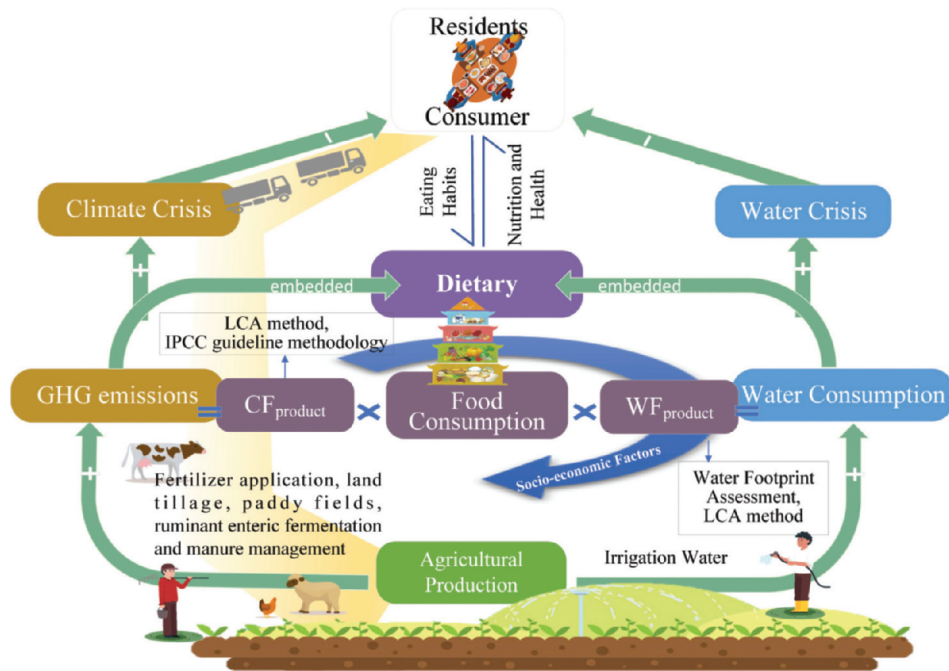 Residents
Consumer
Climate Crisis
Water Crisis
Eating
Habits
Nutrition and
Health
Dietary
embedded
embedded
LCA method,
IPCC guideline methodology
GHG emissions
=
CFproduct
×
Food
Consumption
×
WFproduct
=
Water Consumption
Socio-economic Factors
Water Footprint
Assessment,
LCA method
Fertilizer application, land
tillage, paddy fields,
ruminant enteric fermentation
and manure management
Agricultural
Production
Irrigation Water
−
−
+
+
+
+